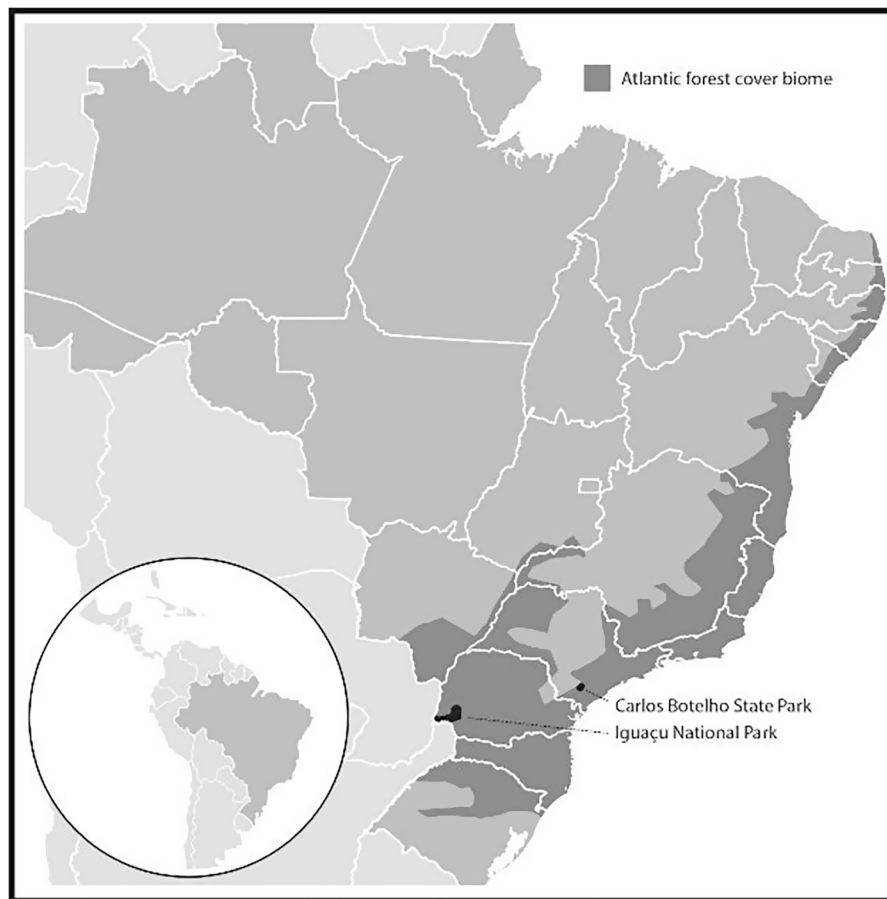 Atlantic forest cover biome
Carlos Botelho State Park
Iguaçu National Park